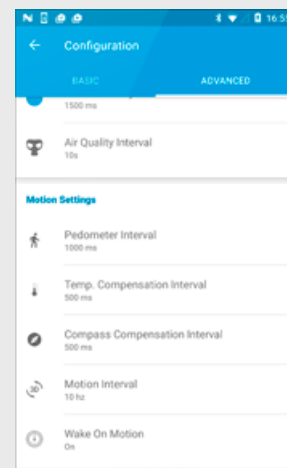 16:55
Configuration
BASIC
ADVANCED
1500 ms
Air Quality Interval
10s
Motion Settings
Pedometer Interval
1000 ms
Temp. Compensation Interval
500 ms
Compass Compensation Interval
500 ms
3D
Motion Interval
10 hz
Wake On Motion
On